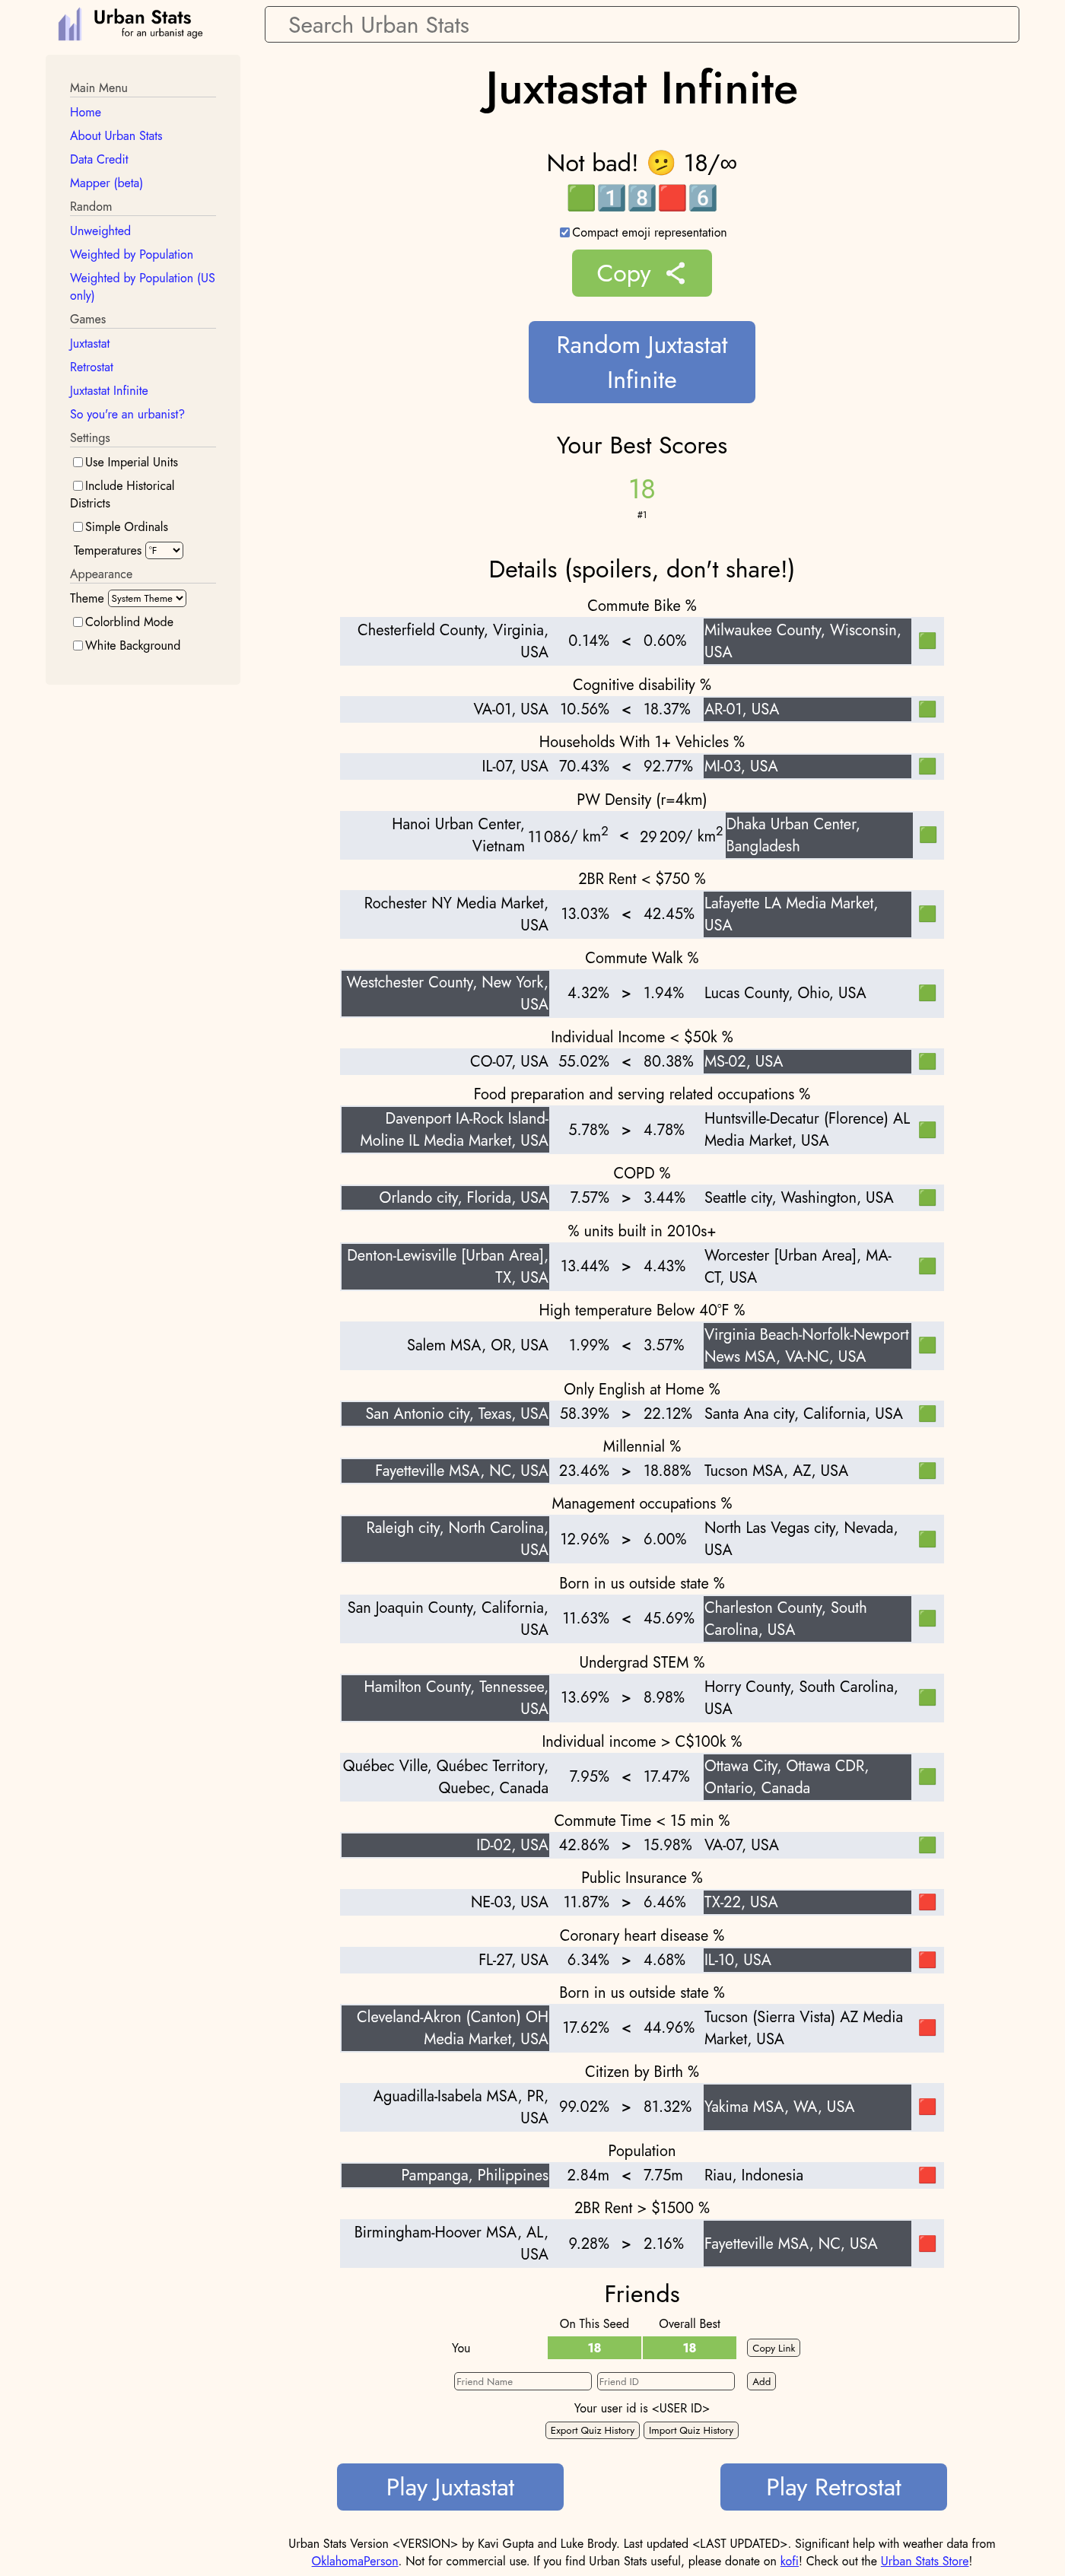 Urban Stats
for an urbanist age
Search Urban Stats
Main Menu
Home
About Urban Stats
Data Credit
Mapper (beta)
Random
Unweighted
Weighted by Population
Weighted by Population (US
only)
Games
Juxtastat
Retrostat
Juxtastat Infinite
So you're an urbanist?
Settings
Use Imperial Units
Include Historical
Districts
Simple Ordinals
Temperatures °F
Appearance
Theme System Theme
Colorblind Mode
White Background
Juxtastat Infinite
Not bad! 🫤 18/∞
🟩1️⃣8️⃣🟥6️⃣
Compact emoji representation
Copy
Random Juxtastat
Infinite
Your Best Scores
18
#1
Details (spoilers, don't share!)
Commute Bike %
Chesterfield County, Virginia,
USA 0.14% < 0.60% Milwaukee County, Wisconsin,
USA
Cognitive disability %
VA-01, USA 10.56% < 18.37% AR-01, USA
Households With 1+ Vehicles %
IL-07, USA 70.43% < 92.77% MI-03, USA
PW Density (r=4km)
Hanoi Urban Center,
Vietnam 11 086/ km² < 29 209/ km² Dhaka Urban Center,
Bangladesh
2BR Rent < $750 %
Rochester NY Media Market,
USA 13.03% < 42.45% Lafayette LA Media Market,
USA
Commute Walk %
Westchester County, New York,
USA 4.32% > 1.94% Lucas County, Ohio, USA
Individual Income < $50k %
CO-07, USA 55.02% < 80.38% MS-02, USA
Food preparation and serving related occupations %
Davenport IA-Rock Island-
Moline IL Media Market, USA 5.78% > 4.78% Huntsville-Decatur (Florence) AL
Media Market, USA
COPD %
Orlando city, Florida, USA 7.57% > 3.44% Seattle city, Washington, USA
% units built in 2010s+
Denton-Lewisville [Urban Area],
TX, USA 13.44% > 4.43% Worcester [Urban Area], MA-
CT, USA
High temperature Below 40°F %
Salem MSA, OR, USA 1.99% < 3.57% Virginia Beach-Norfolk-Newport
News MSA, VA-NC, USA
Only English at Home %
San Antonio city, Texas, USA 58.39% > 22.12% Santa Ana city, California, USA
Millennial %
Fayetteville MSA, NC, USA 23.46% > 18.88% Tucson MSA, AZ, USA
Management occupations %
Raleigh city, North Carolina,
USA 12.96% > 6.00% North Las Vegas city, Nevada,
USA
Born in us outside state %
San Joaquin County, California,
USA 11.63% < 45.69% Charleston County, South
Carolina, USA
Undergrad STEM %
Hamilton County, Tennessee,
USA 13.69% > 8.98% Horry County, South Carolina,
USA
Individual income > C$100k %
Québec Ville, Québec Territory,
Quebec, Canada 7.95% < 17.47% Ottawa City, Ottawa CDR,
Ontario, Canada
Commute Time < 15 min %
ID-02, USA 42.86% > 15.98% VA-07, USA
Public Insurance %
NE-03, USA 11.87% > 6.46% TX-22, USA
Coronary heart disease %
FL-27, USA 6.34% > 4.68% IL-10, USA
Born in us outside state %
Cleveland-Akron (Canton) OH
Media Market, USA 17.62% < 44.96% Tucson (Sierra Vista) AZ Media
Market, USA
Citizen by Birth %
Aguadilla-Isabela MSA, PR,
USA 99.02% > 81.32% Yakima MSA, WA, USA
Population
Pampanga, Philippines 2.84m < 7.75m Riau, Indonesia
2BR Rent > $1500 %
Birmingham-Hoover MSA, AL,
USA 9.28% > 2.16% Fayetteville MSA, NC, USA
Friends
On This Seed Overall Best
You 18 18 Copy Link
Friend Name Friend ID Add
Your user id is <USER ID>
Export Quiz History Import Quiz History
Play Juxtastat Play Retrostat
Urban Stats Version <VERSION> by Kavi Gupta and Luke Brody. Last updated <LAST UPDATED>. Significant help with weather data from
OklahomaPerson. Not for commercial use. If you find Urban Stats useful, please donate on kofi! Check out the Urban Stats Store!